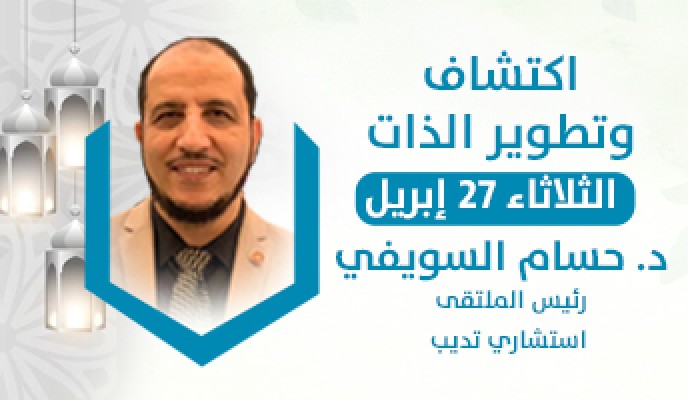 اكتشاف
وتطوير الذات
الثلاثاء 27 إبريل
د. حسام السويفي
رئيس الملتقى
استشاري تديب